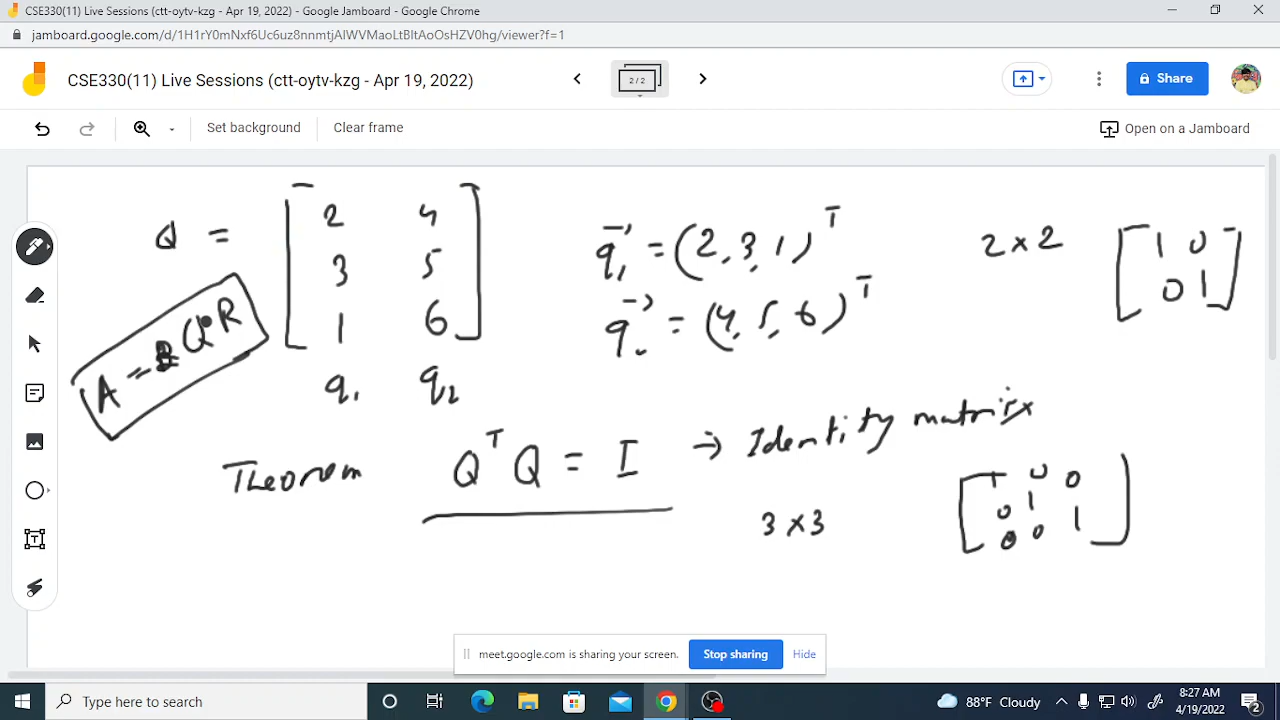 CSE330(11) Live Sessions (ctt-oytv-kzg - Apr 19, 2022) - Google Jamboard - Google Chrome
jamboard.google.com/d/1H1rY0mNxf6Uc6uz8nnmtjAIWVMaoLtBltAoOsHZV0hg/viewer?f=1
CSE330(11) Live Sessions (ctt-oytv-kzg - Apr 19, 2022)
2 / 2
Share
Set background
Clear frame
Open on a Jamboard
Q =
2 4
3 5
1 6
q₁ q₂
A = QR
q₁ = (2, 3, 1)ᵀ
q₂ = (4, 5, 6)ᵀ
2 × 2
1 0
0 1
Theorem QᵀQ = I → Identity matrix
3 × 3
1 0 0
0 1
0 0 1
meet.google.com is sharing your screen.
Stop sharing
Hide
Type here to search
88°F Cloudy
8:27 AM
4/19/2022
2